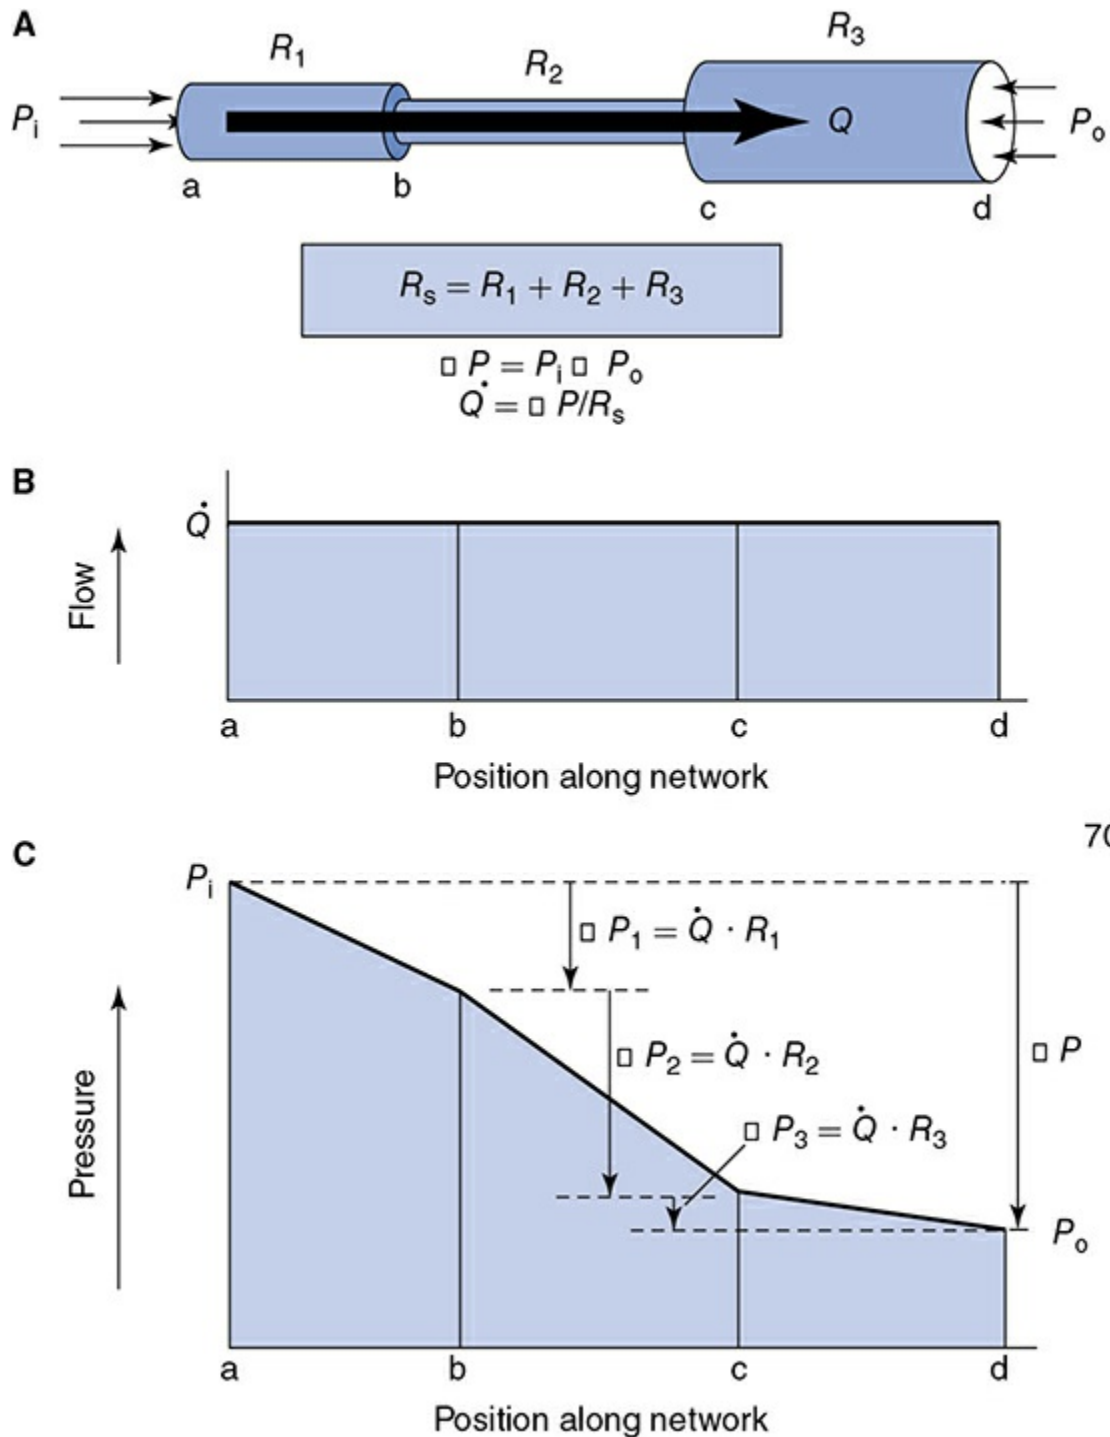 A
R₁
R₂
R₃
Pᵢ
Q
Pₒ
a
b
c
d
Rₛ = R₁ + R₂ + R₃
□ P = Pᵢ □ Pₒ
Q̇ = □ P/Rₛ
B
Q̇
Flow
a b c d
Position along network
70
C
Pᵢ
□ P₁ = Q̇ · R₁
□ P₂ = Q̇ · R₂
□ P
□ P₃ = Q̇ · R₃
Pressure
Pₒ
a b c d
Position along network